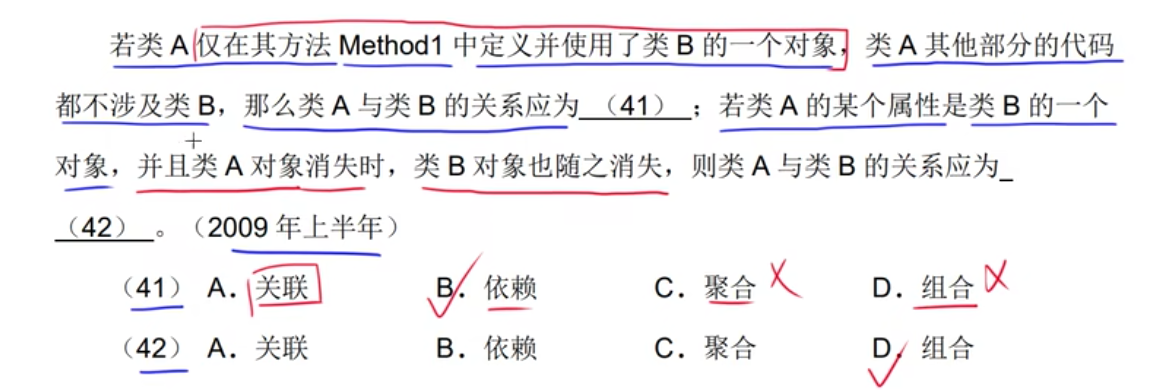 若类 A 仅在其方法 Method1 中定义并使用了类 B 的一个对象，类 A 其他部分的代码
都不涉及类 B，那么类 A 与类 B 的关系应为 （41） ；若类 A 的某个属性是类 B 的一个
对象，并且类 A 对象消失时，类 B 对象也随之消失，则类 A 与类 B 的关系应为_
（42） 。（2009 年上半年）
（41） A．关联 B．依赖 C．聚合 D．组合
（42） A．关联 B．依赖 C．聚合 D．组合